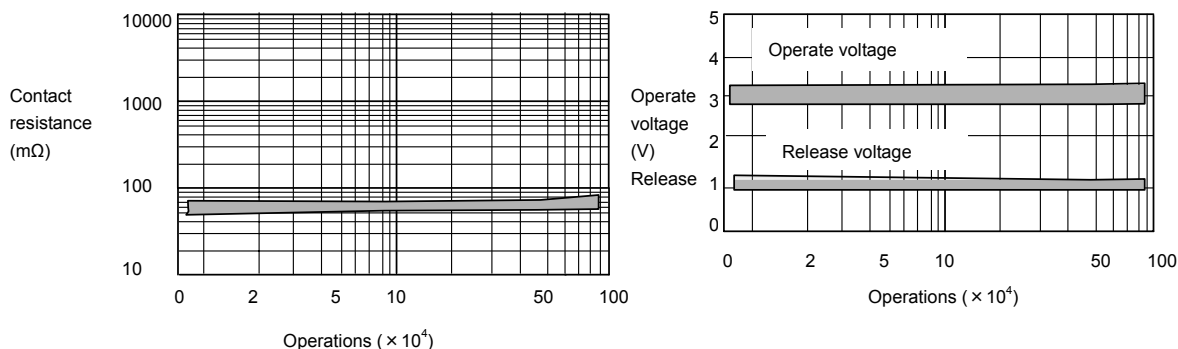 10000
1000
100
10
Contact
resistance
(mΩ)
0 2 5 10 50 100
Operations ( × 10⁴)
5
4
3
2
1
0
Operate voltage
Release voltage
Operate
voltage
(V)
Release
0 2 5 10 50 100
Operations ( × 10⁴)